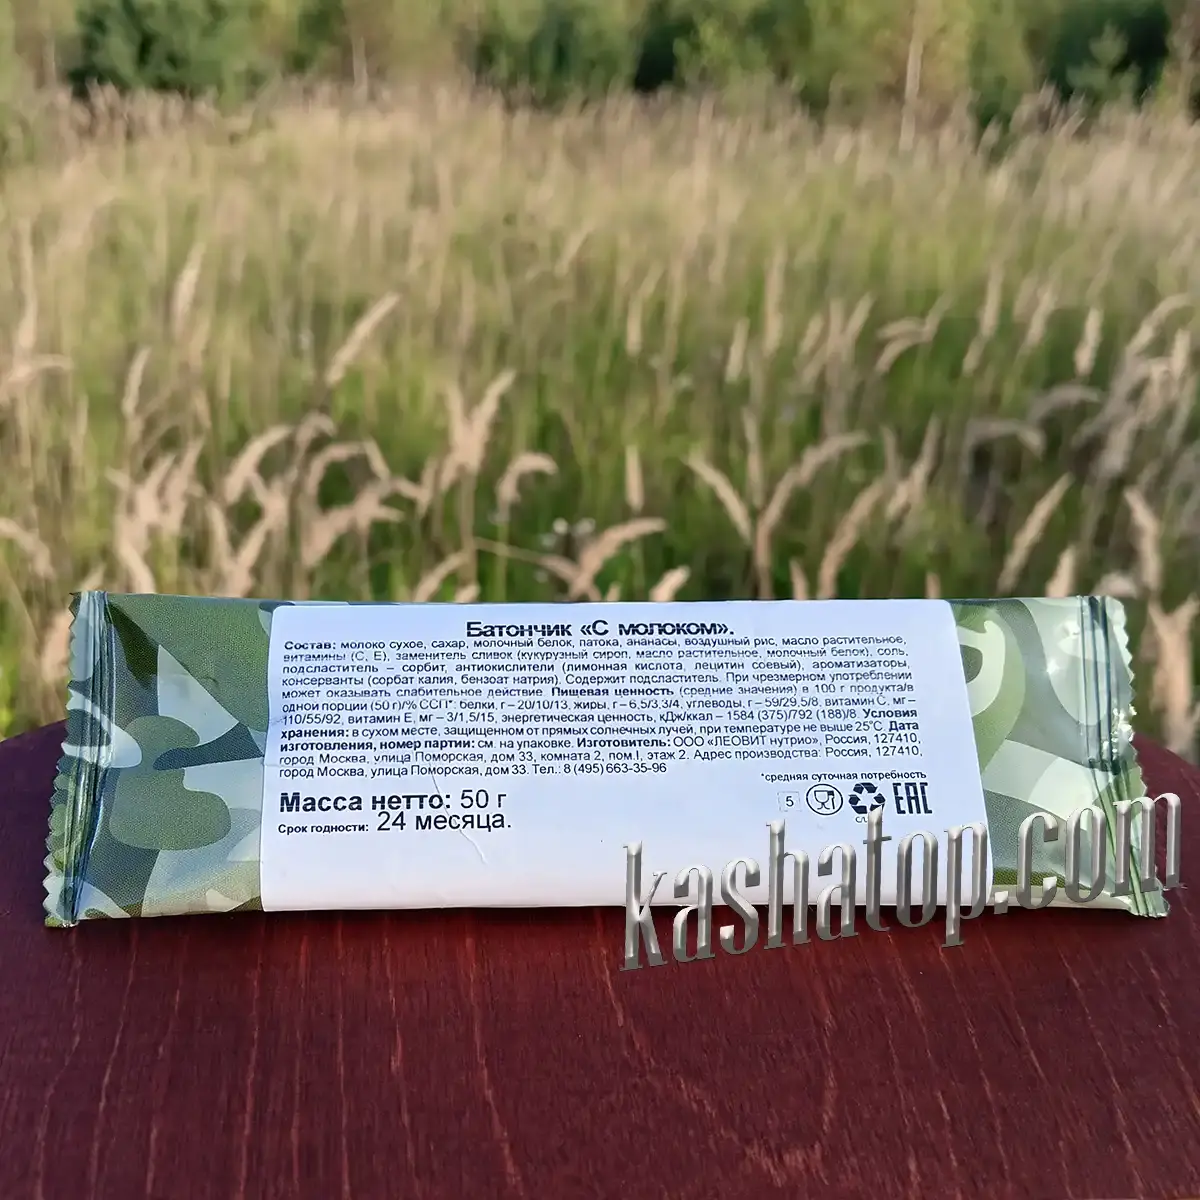 Батончик «С молоком».
Состав: молоко сухое, сахар, молочный белок, патока, ананасы, воздушный рис, масло растительное,
витамины (С, Е), заменитель сливок (кукурузный сироп, масло растительное, молочный белок), соль,
подсластитель – сорбит, антиокислители (лимонная кислота, лецитин соевый), ароматизаторы,
консерванты (сорбат калия, бензоат натрия). Содержит подсластитель. При чрезмерном употреблении
может оказывать слабительное действие. Пищевая ценность (средние значения) в 100 г продукта/в
одной порции (50 г)/% ССП*: белки, г – 20/10/13, жиры, г – 6,5/3,3/4, углеводы, г – 59/29,5/8, витамин С, мг –
110/55/92, витамин Е, мг – 3/1,5/15, энергетическая ценность, кДж/ккал – 1584 (375)/792 (188)/8. Условия
хранения: в сухом месте, защищенном от прямых солнечных лучей, при температуре не выше 25°С. Дата
изготовления, номер партии: см. на упаковке. Изготовитель: ООО «ЛЕОВИТ нутрио», Россия, 127410,
город Москва, улица Поморская, дом 33, комната 2, пом.I, этаж 2. Адрес производства: Россия, 127410,
город Москва, улица Поморская, дом 33. Тел.: 8 (495) 663-35-96
*средняя суточная потребность
Масса нетто: 50 г
5
EAC
Срок годности: 24 месяца.
kashatop.com